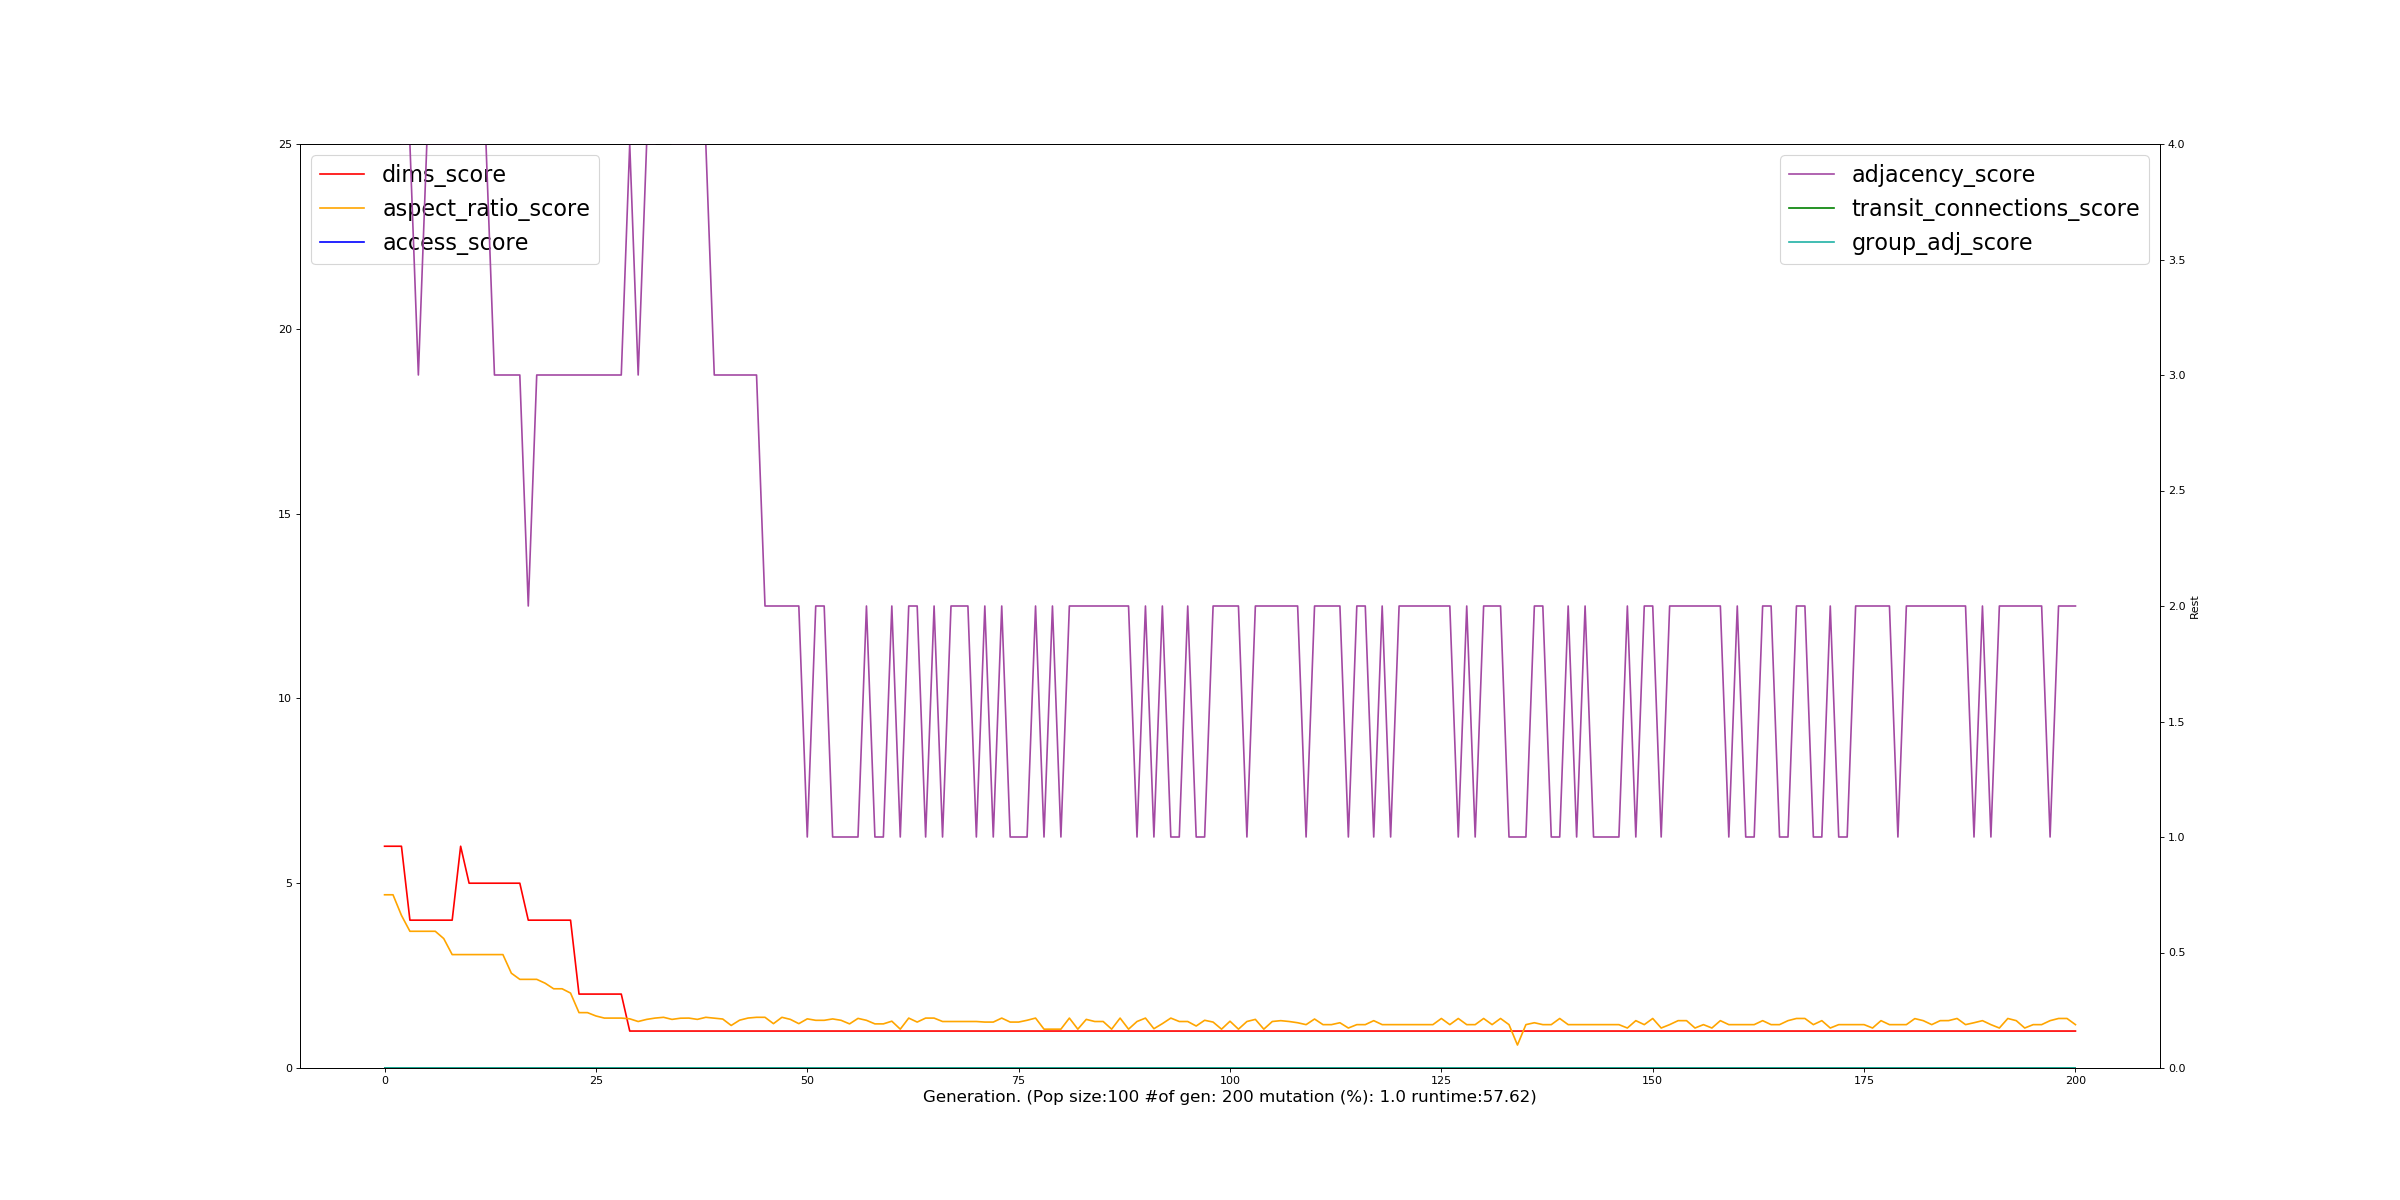 dims_score
aspect_ratio_score
access_score
adjacency_score
transit_connections_score
group_adj_score
25
20
15
10
5
0
4.0
3.5
3.0
2.5
2.0
1.5
1.0
0.5
0.0
Rest
0 25 50 75 100 125 150 175 200
Generation. (Pop size:100 #of gen: 200 mutation (%): 1.0 runtime:57.62)